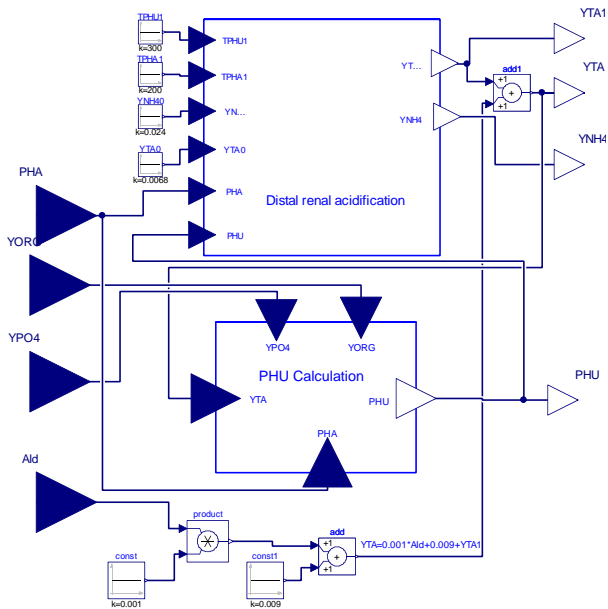 TPHU1
k=300
TPHU1
TPHA1
k=200
TPHA1
YNH40
k=0.024
YN...
YTA0
k=0.0068
YTA0
PHA
PHA
PHU
YT...
YNH4
Distal renal acidification
add1
+1
+
+1
YTA1
YTA
YNH4
YORG
YPO4
YPO4
YORG
PHU Calculation
YTA
PHU
PHA
PHU
Ald
product
const
k=0.001
const1
k=0.009
add
+1
+
+1
YTA=0.001*Ald+0.009+YTA1